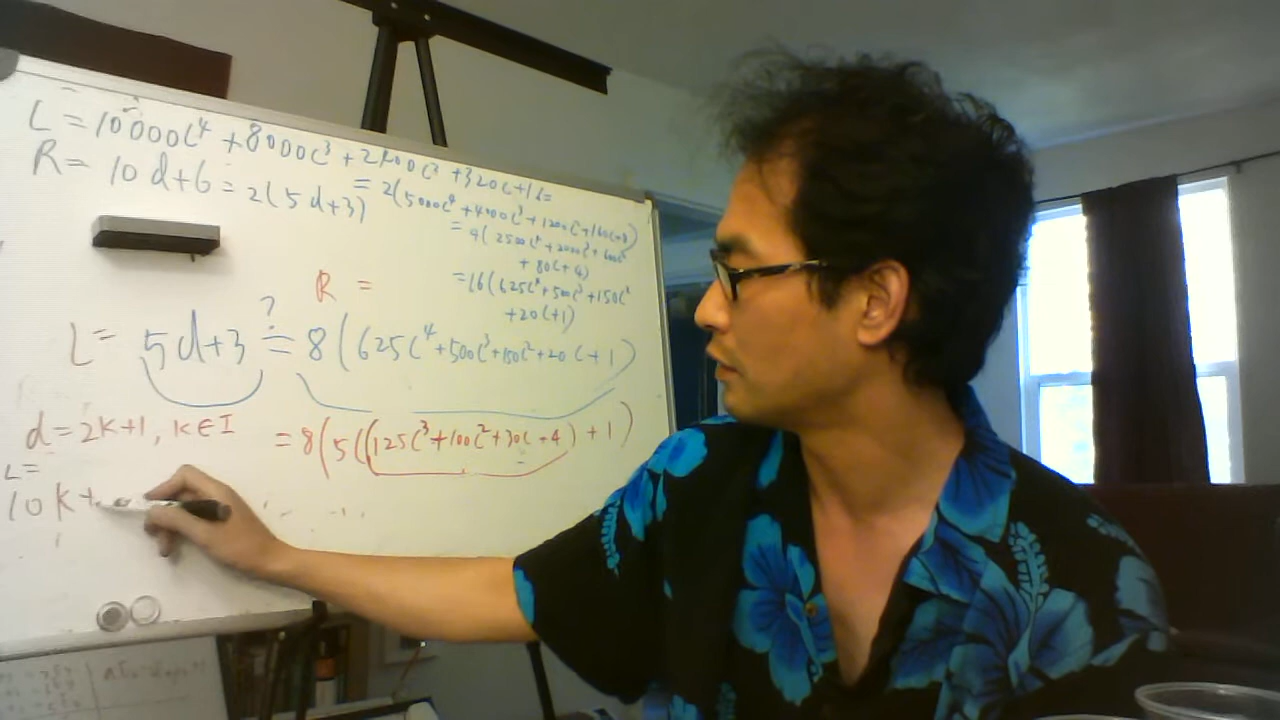 L = 10000c⁴ + 8000c³ + 2400c² + 320c + 16 =
R = 10d+6 = 2(5d+3)
= 2(5000c⁴ + 4000c³ + 1200c² + 160c + 8)
= 4(2500c⁴ + 2000c³ + 600c²
+ 80c + 4)
= 16(625c⁴ + 500c³ + 150c²
+ 20c + 1)
R =
?
L = 5d+3 = 8(625c⁴ + 500c³ + 150c² + 20c + 1)
d = 2k+1, k∈I
= 8(5((125c³ + 100c² + 30c + 4) + 1)
L =
10k+